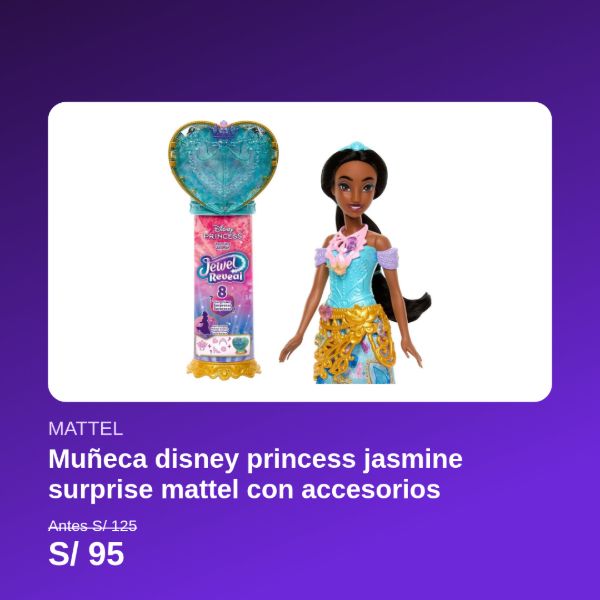 Disney
PRINCESS
Jewel
Reveal
8
MATTEL
Muñeca disney princess jasmine
surprise mattel con accesorios
Antes S/ 125
S/ 95